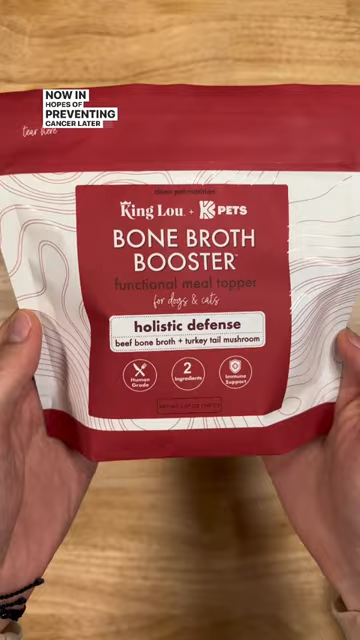 NOW IN
HOPES OF
PREVENTING
CANCER LATER
tear here
King Lou + K PETS
BONE BROTH
BOOSTER™
functional meal topper
for dogs & cats
holistic defense
beef bone broth + turkey tail mushroom
Human Grade
2 Ingredients
Immune Support